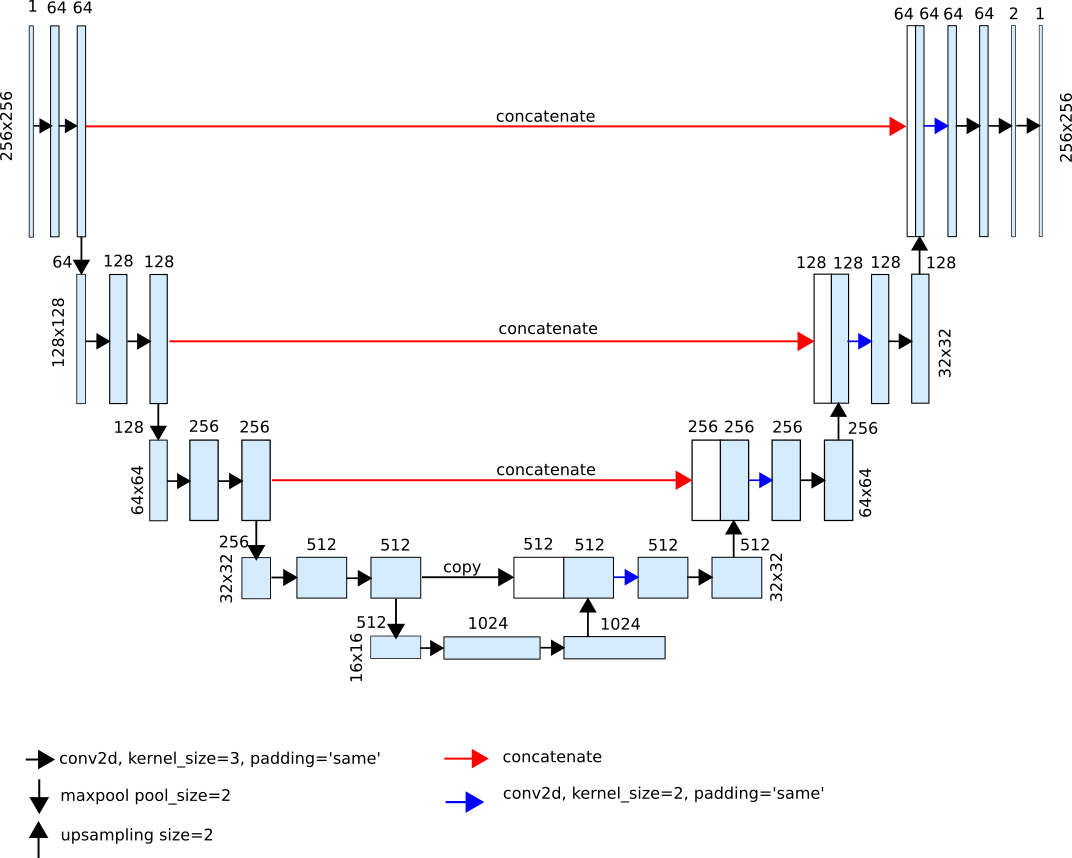 1 64 64
64 64 64 64 2 1
256x256
concatenate
256x256
64 128 128
128 128 128 128
128x128
concatenate
32x32
128 256 256
256 256 256 256
64x64
concatenate
64x64
256 512 512
512 512 512 512
32x32
copy
32x32
512 1024 1024
16x16
conv2d, kernel_size=3, padding='same'
concatenate
maxpool pool_size=2
conv2d, kernel_size=2, padding='same'
upsampling size=2